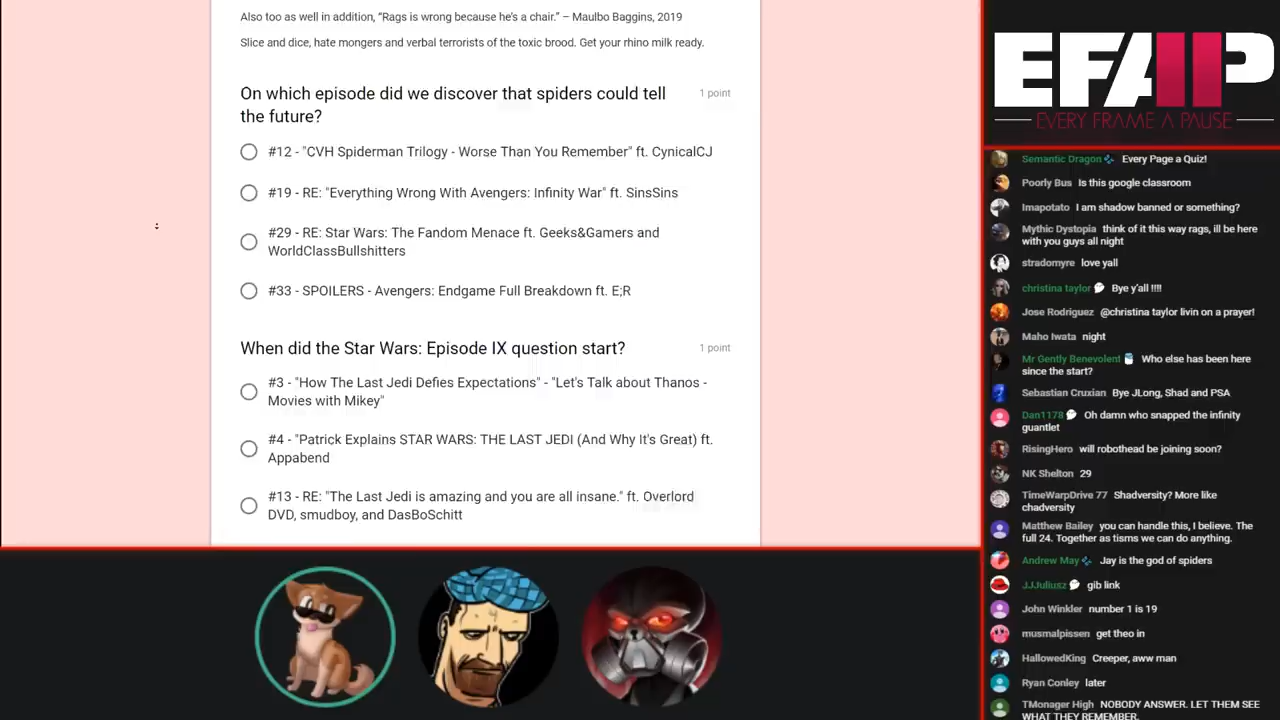 Also too as well in addition, “Rags is wrong because he’s a chair.” – Maulbo Baggins, 2019
Slice and dice, hate mongers and verbal terrorists of the toxic brood. Get your rhino milk ready.
On which episode did we discover that spiders could tell
the future?
1 point
#12 - "CVH Spiderman Trilogy - Worse Than You Remember" ft. CynicalCJ
#19 - RE: "Everything Wrong With Avengers: Infinity War" ft. SinsSins
#29 - RE: Star Wars: The Fandom Menace ft. Geeks&Gamers and
WorldClassBullshitters
#33 - SPOILERS - Avengers: Endgame Full Breakdown ft. E;R
When did the Star Wars: Episode IX question start?
1 point
#3 - "How The Last Jedi Defies Expectations" - "Let's Talk about Thanos -
Movies with Mikey"
#4 - "Patrick Explains STAR WARS: THE LAST JEDI (And Why It's Great) ft.
Appabend
#13 - RE: "The Last Jedi is amazing and you are all insane." ft. Overlord
DVD, smudboy, and DasBoSchitt
EFAP
EVERY FRAME A PAUSE
Semantic Dragon Every Page a Quiz!
Poorly Bus Is this google classroom
Imapotato I am shadow banned or something?
Mythic Dystopia think of it this way rags, ill be here
with you guys all night
stradomyre love yall
christina taylor Bye y'all !!!!
Jose Rodriguez @christina taylor livin on a prayer!
Maho Iwata night
Mr Gently Benevolent Who else has been here
since the start?
Sebastian Cruxian Bye JLong, Shad and PSA
Dan1178 Oh damn who snapped the infinity
guantlet
RisingHero will robothead be joining soon?
NK Shelton 29
TimeWarpDrive 77 Shadversity? More like
chadversity
Matthew Bailey you can handle this, I believe. The
full 24. Together as tisms we can do anything.
Andrew May Jay is the god of spiders
JJJuliusz gib link
John Winkler number 1 is 19
musmalpissen get theo in
HallowedKing Creeper, aww man
Ryan Conley later
TManager High NOBODY ANSWER. LET THEM SEE
WHAT THEY REMEMBER.